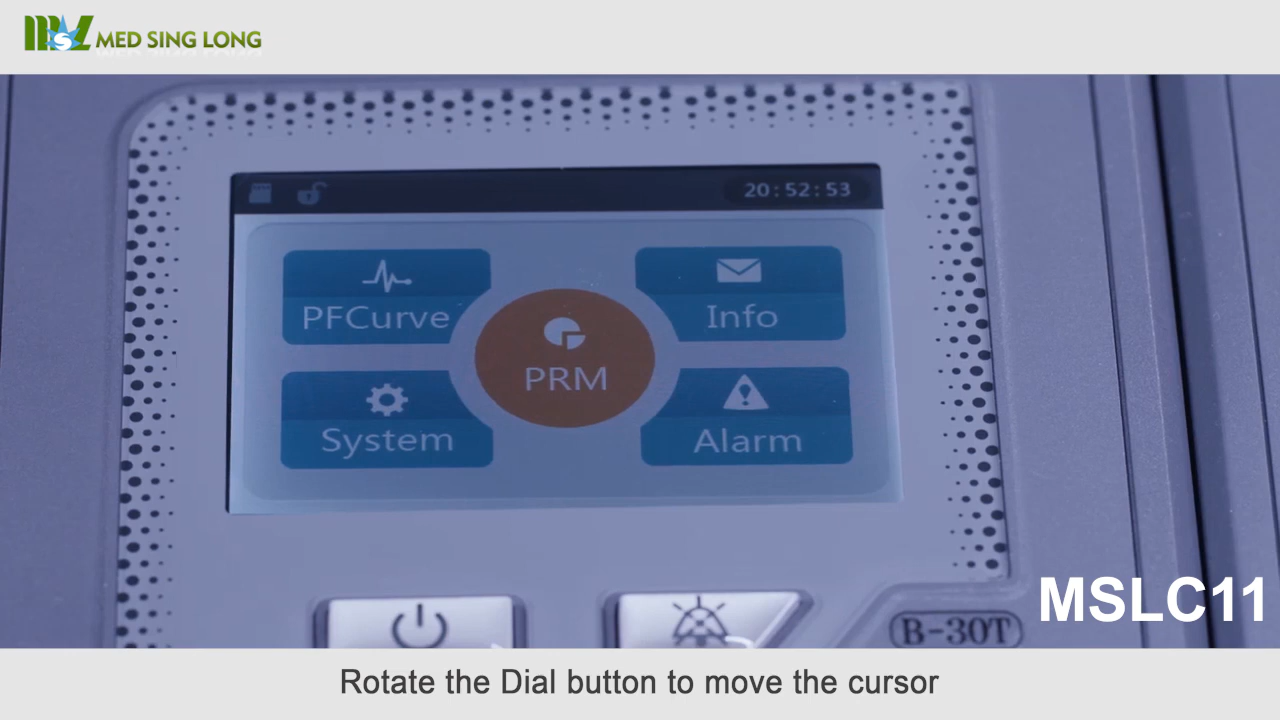 MSL MED SING LONG
20:52:53
PFCurve
Info
PRM
System
Alarm
MSLC11
B-30T
Rotate the Dial button to move the cursor